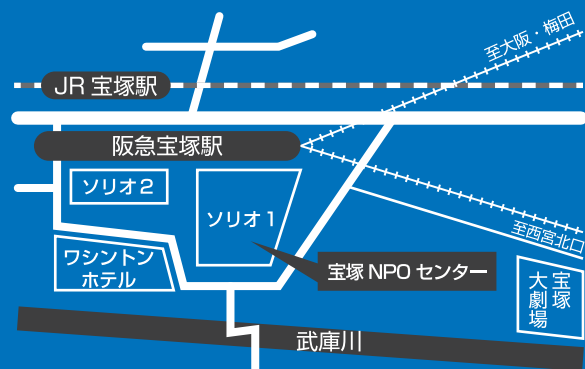 至大阪・梅田
JR 宝塚駅
阪急宝塚駅
ソリオ2
ソリオ1
至西宮北口
ワシントン
ホテル
宝塚 NPO センター
宝塚
大劇場
武庫川